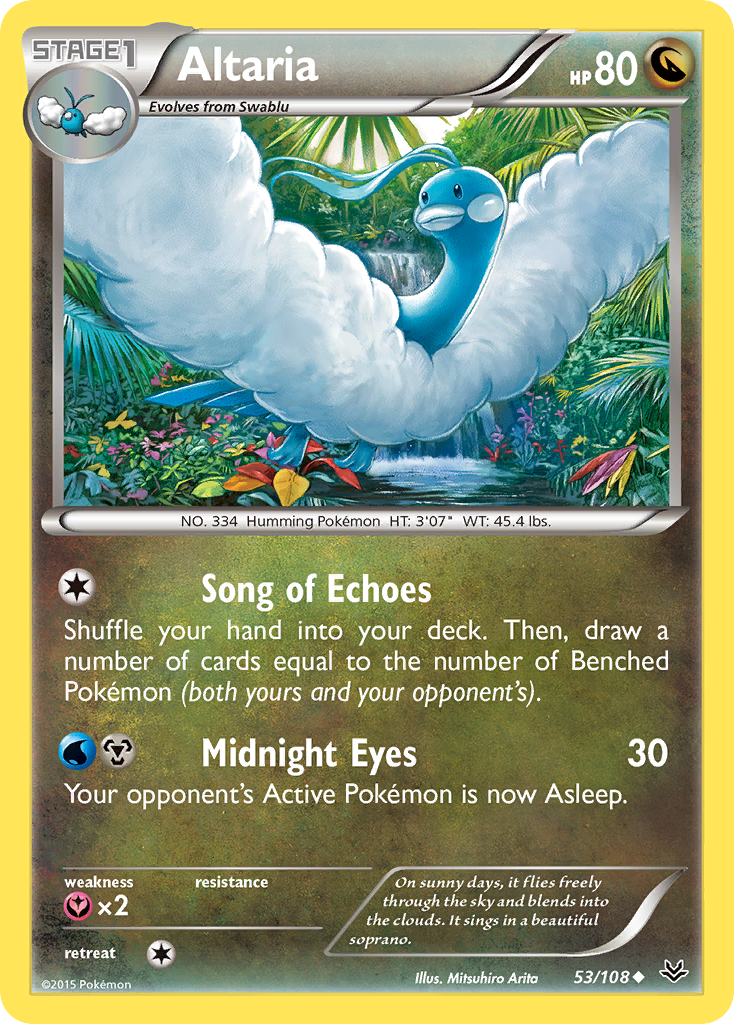 STAGE1
Altaria
HP80
Evolves from Swablu
NO. 334 Humming Pokémon HT: 3'07" WT: 45.4 lbs.
Song of Echoes
Shuffle your hand into your deck. Then, draw a
number of cards equal to the number of Benched
Pokémon (both yours and your opponent's).
Midnight Eyes 30
Your opponent's Active Pokémon is now Asleep.
weakness resistance
×2
retreat
On sunny days, it flies freely
through the sky and blends into
the clouds. It sings in a beautiful
soprano.
©2015 Pokémon
Illus. Mitsuhiro Arita 53/108